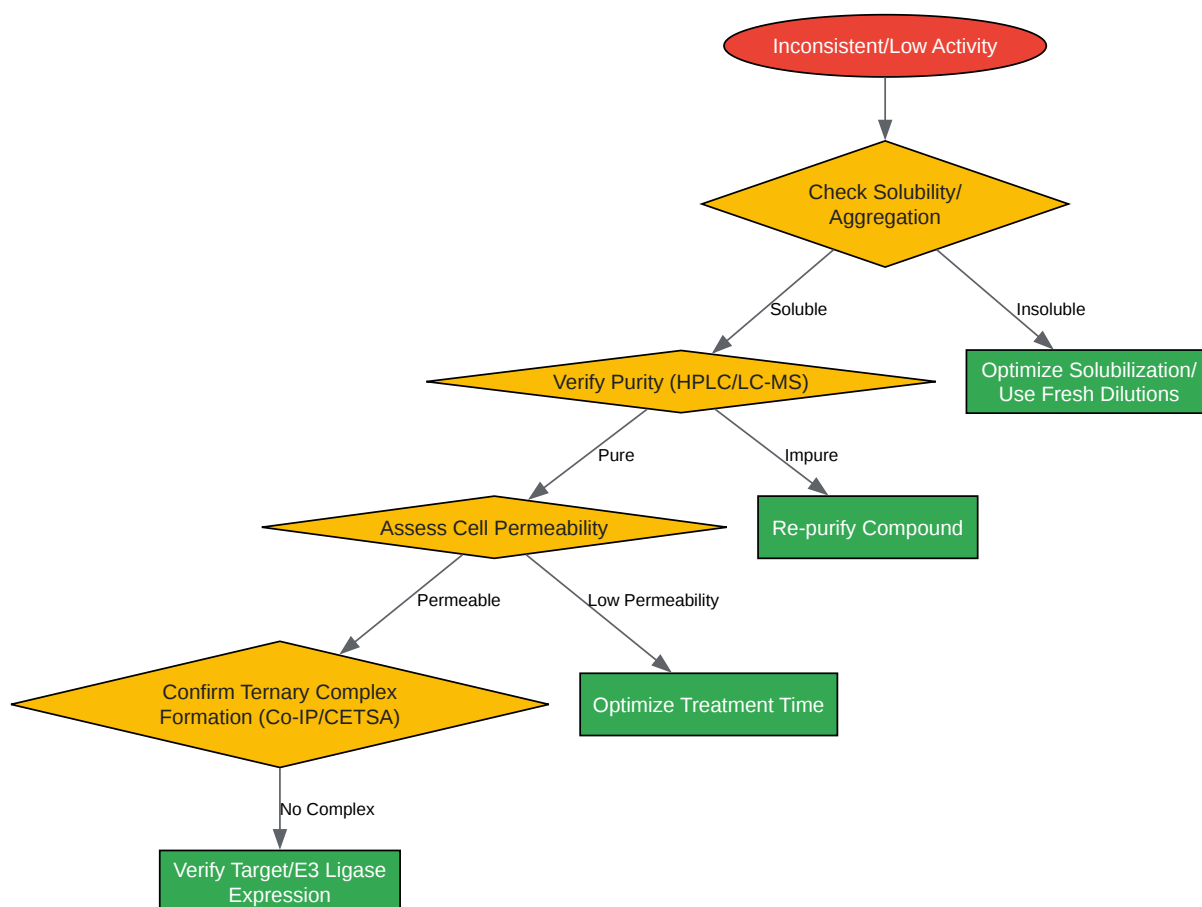 Inconsistent/Low Activity
Check Solubility/
Aggregation
Soluble
Insoluble
Verify Purity (HPLC/LC-MS)
Optimize Solubilization/
Use Fresh Dilutions
Pure
Impure
Assess Cell Permeability
Re-purify Compound
Permeable
Low Permeability
Confirm Ternary Complex
Formation (Co-IP/CETSA)
Optimize Treatment Time
No Complex
Verify Target/E3 Ligase
Expression